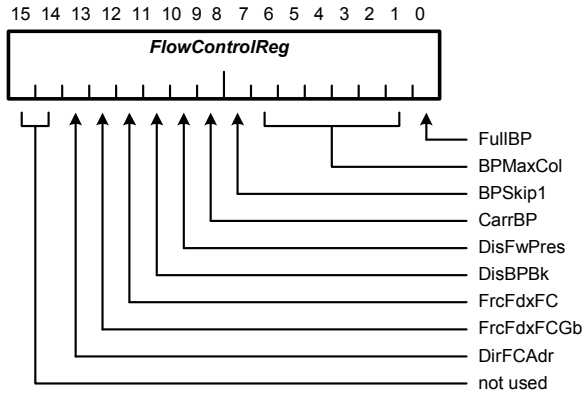 15 14 13 12 11 10 9 8 7 6 5 4 3 2 1 0
FlowControlReg
FullBP
BPMaxCol
BPSkip1
CarrBP
DisFwPres
DisBPBk
FrcFdxFC
FrcFdxFCGb
DirFCAdr
not used